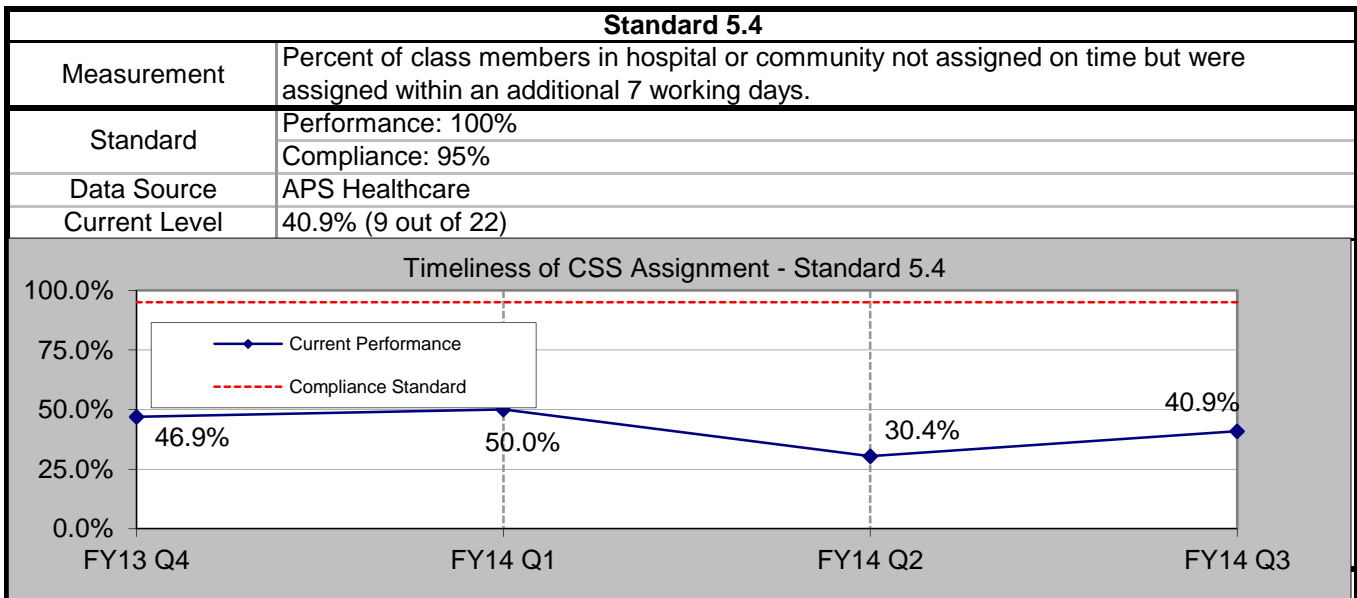 Standard 5.4
Measurement
Percent of class members in hospital or community not assigned on time but were
assigned within an additional 7 working days.
Standard
Performance: 100%
Compliance: 95%
Data Source
APS Healthcare
Current Level
40.9% (9 out of 22)
Timeliness of CSS Assignment - Standard 5.4
100.0%
75.0%
50.0%
25.0%
0.0%
Current Performance
Compliance Standard
46.9%
50.0%
30.4%
40.9%
FY13 Q4
FY14 Q1
FY14 Q2
FY14 Q3